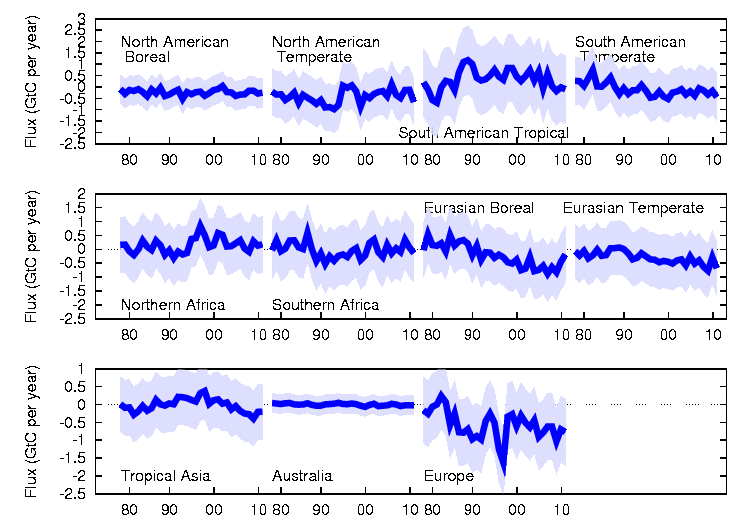 Flux (GtC per year)
3
2.5
2
1.5
1
0.5
0
-0.5
-1
-1.5
-2
-2.5
North American
Boreal
North American
Temperate
South American Tropical
South American
Temperate
80 90 00 10 80 90 00 10 80 90 00 10 80 90 00 10
Flux (GtC per year)
2
1.5
1
0.5
0
-0.5
-1
-1.5
-2
-2.5
Northern Africa
Southern Africa
Eurasian Boreal
Eurasian Temperate
80 90 00 10 80 90 00 10 80 90 00 10 80 90 00 10
Flux (GtC per year)
1
0.5
0
-0.5
-1
-1.5
-2
-2.5
Tropical Asia
Australia
Europe
80 90 00 10 80 90 00 10 80 90 00 10